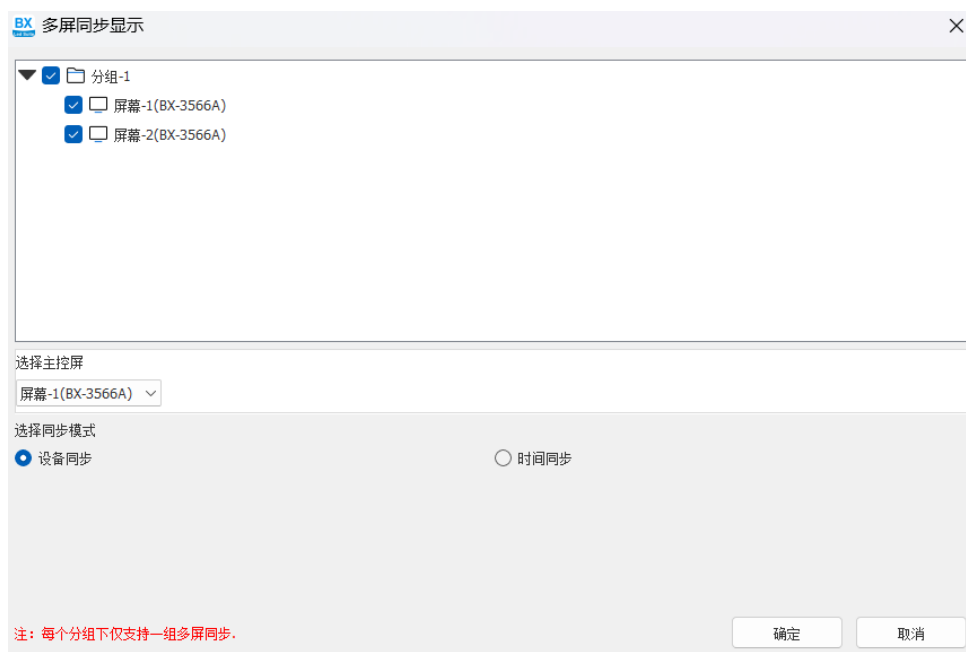 BX 多屏同步显示
分组-1
屏幕-1(BX-3566A)
屏幕-2(BX-3566A)
选择主控屏
屏幕-1(BX-3566A)
选择同步模式
设备同步 时间同步
注：每个分组下仅支持一组多屏同步.
确定 取消